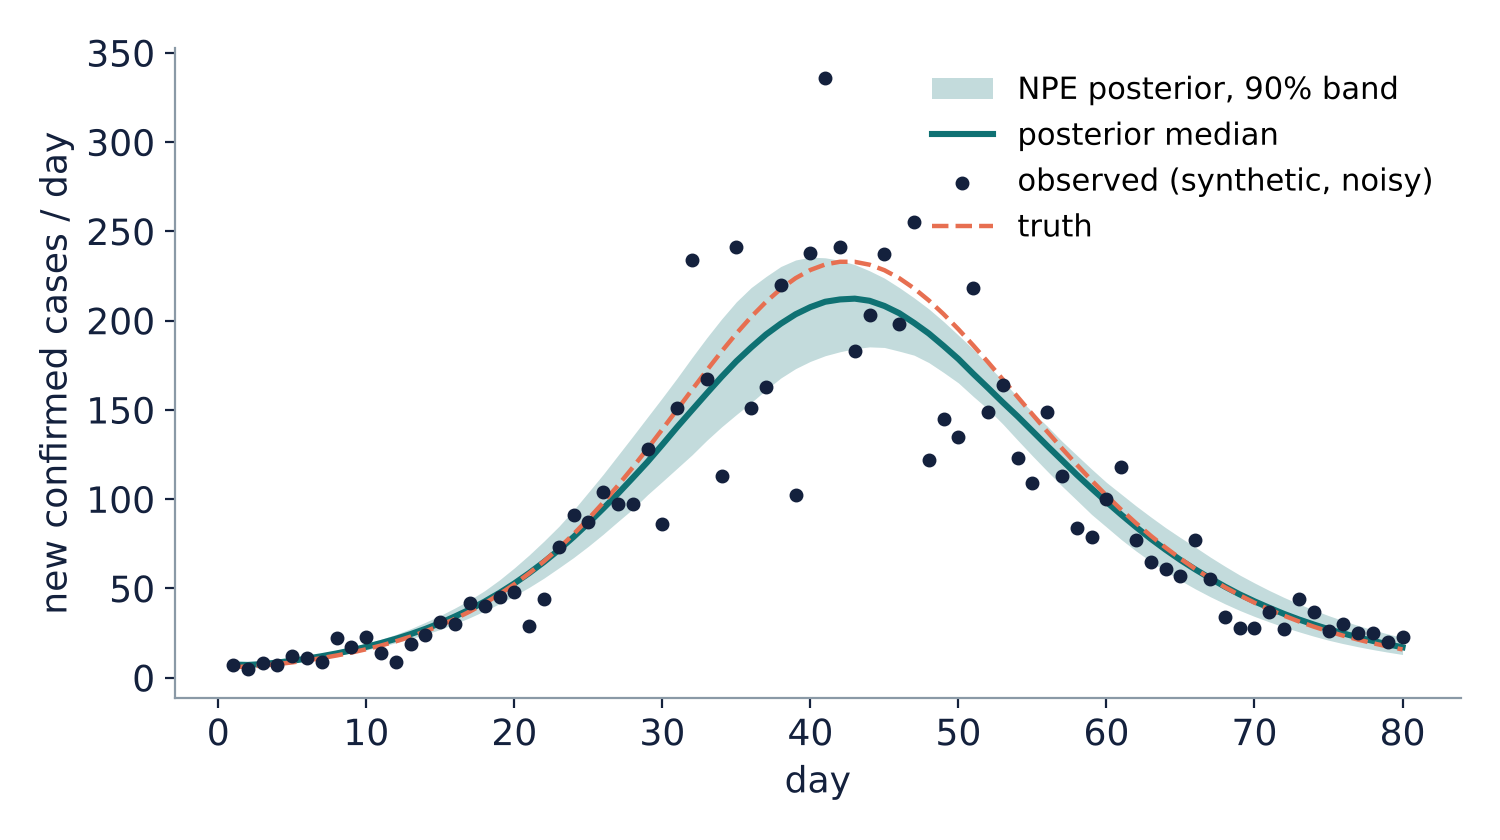 350
300
250
200
150
100
50
0
new confirmed cases / day
NPE posterior, 90% band
posterior median
observed (synthetic, noisy)
truth
0 10 20 30 40 50 60 70 80
day